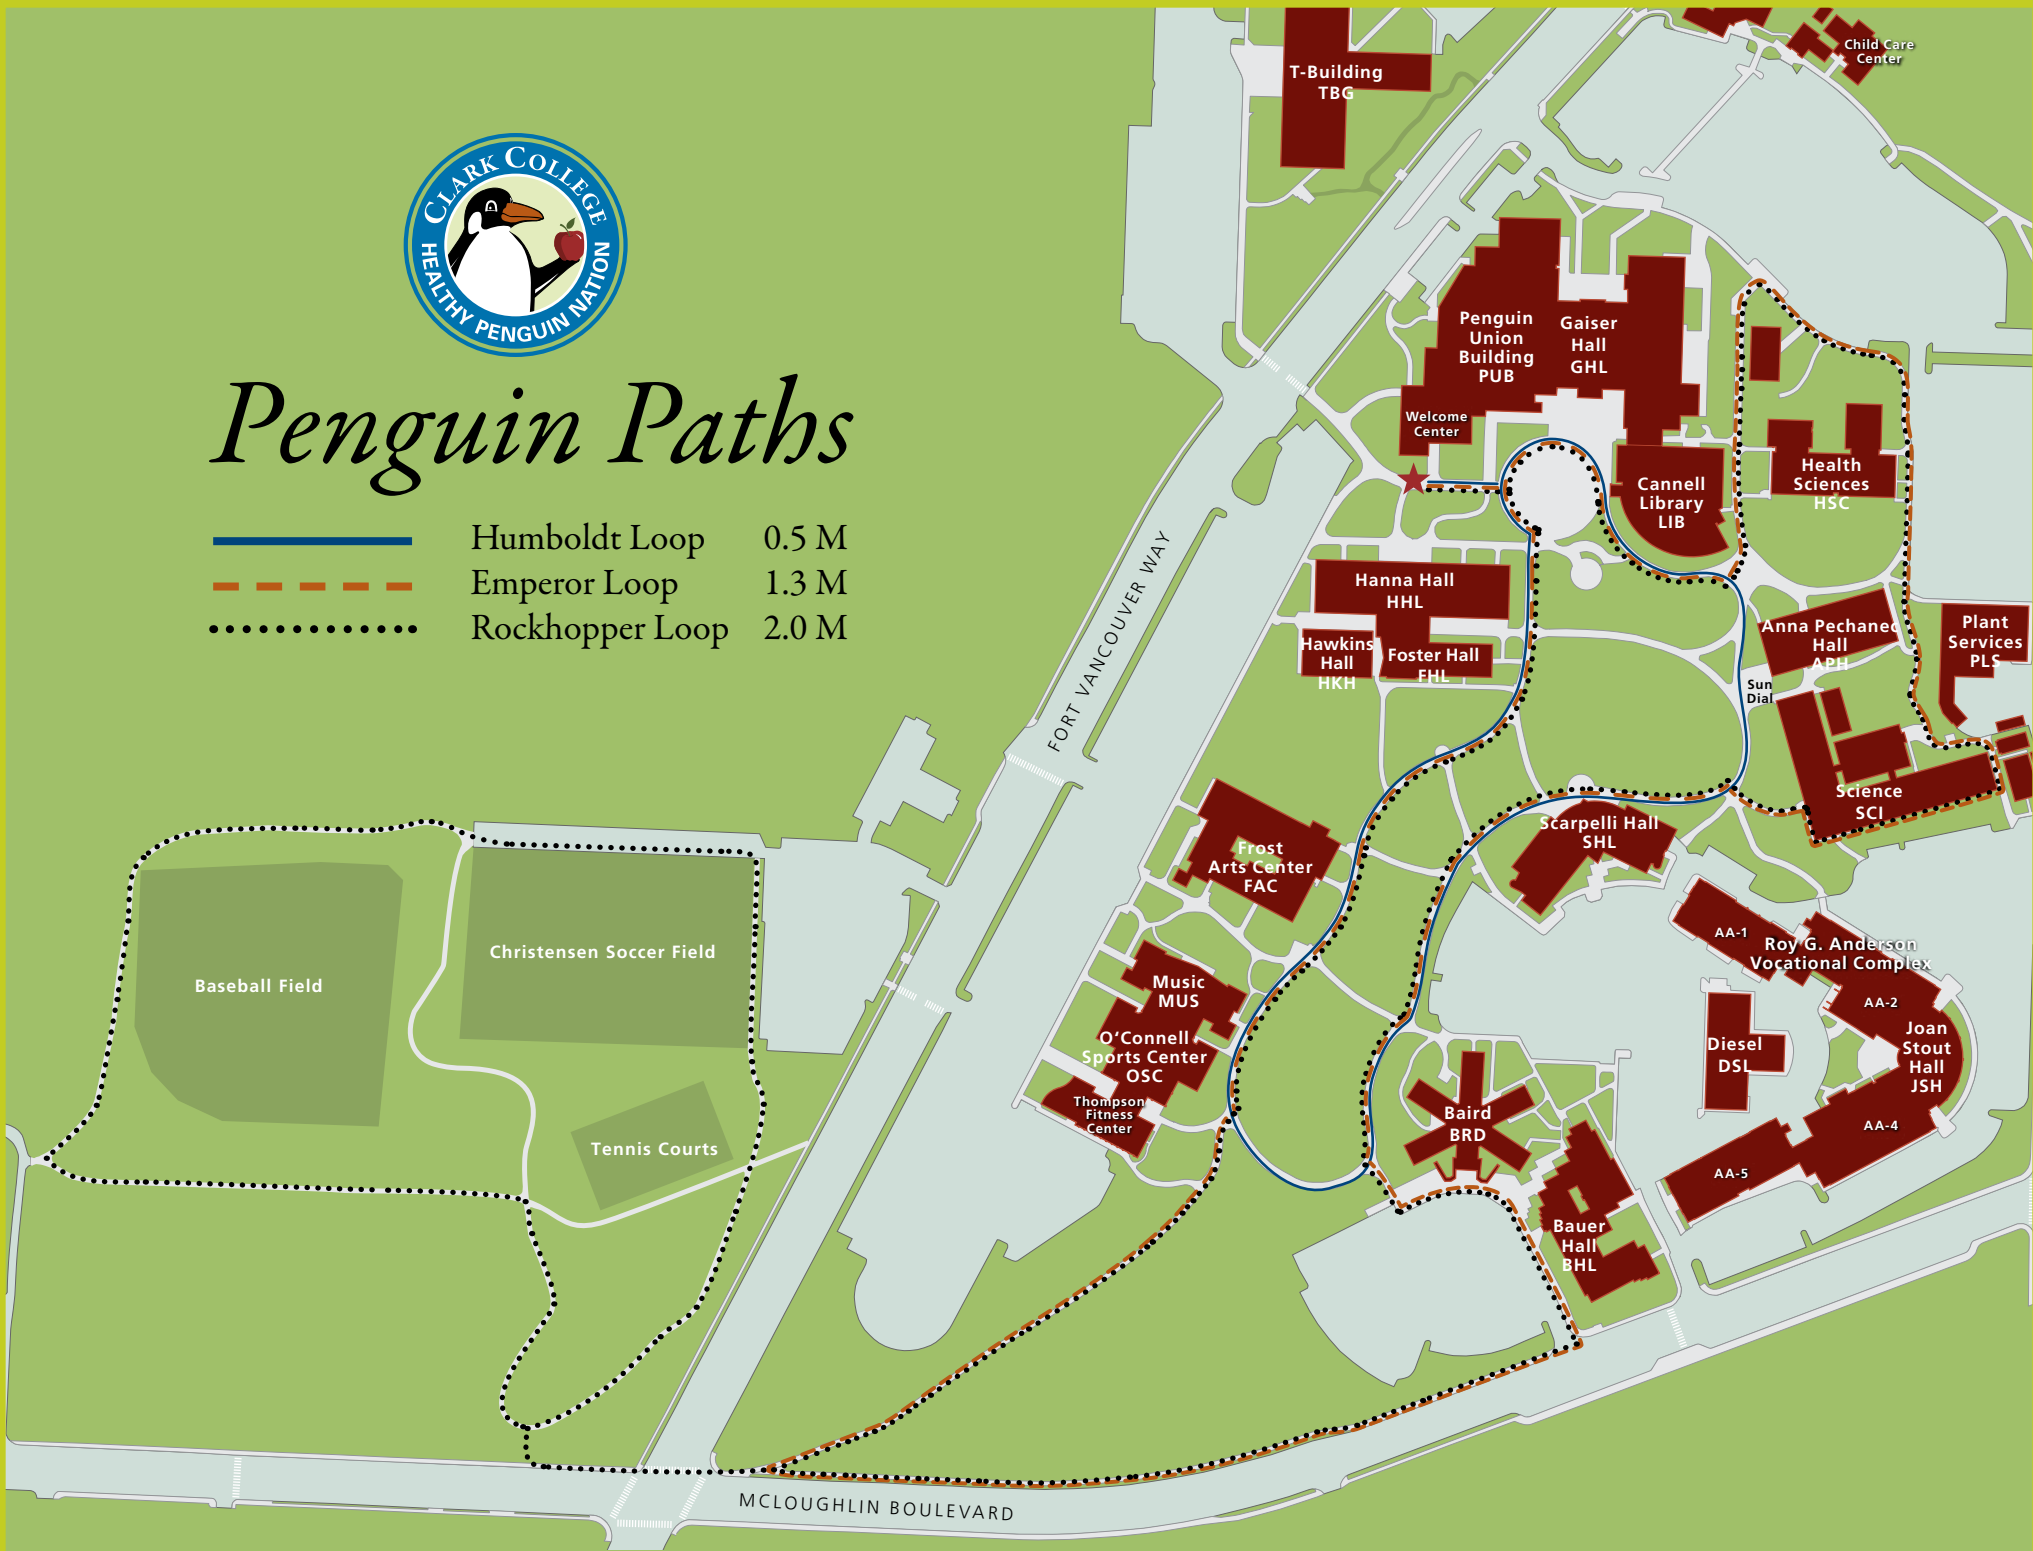 CLARK COLLEGE
HEALTHY PENGUIN NATION
Penguin Paths
Humboldt Loop 0.5 M
Emperor Loop 1.3 M
Rockhopper Loop 2.0 M
T-Building
TBG
Child Care
Center
Penguin
Union
Building
PUB
Gaiser
Hall
GHL
Welcome
Center
Cannell
Library
LIB
Health
Sciences
HSC
Hanna Hall
HHL
Hawkins
Hall
HKH
Foster Hall
FHL
Anna Pechanec
Hall
APH
Plant
Services
PLS
Sun
Dial
Science
SCI
Scarpelli Hall
SHL
Frost
Arts Center
FAC
FORT VANCOUVER WAY
Baseball Field
Christensen Soccer Field
Tennis Courts
Music
MUS
O‘Connell
Sports Center
OSC
Thompson
Fitness
Center
AA-1
Roy G. Anderson
Vocational Complex
AA-2
Joan
Stout
Hall
JSH
Diesel
DSL
AA-4
AA-5
Baird
BRD
Bauer
Hall
BHL
MCLOUGHLIN BOULEVARD